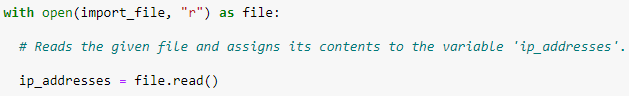 with open(import_file, "r") as file:
# Reads the given file and assigns its contents to the variable 'ip_addresses'.
ip_addresses = file.read()